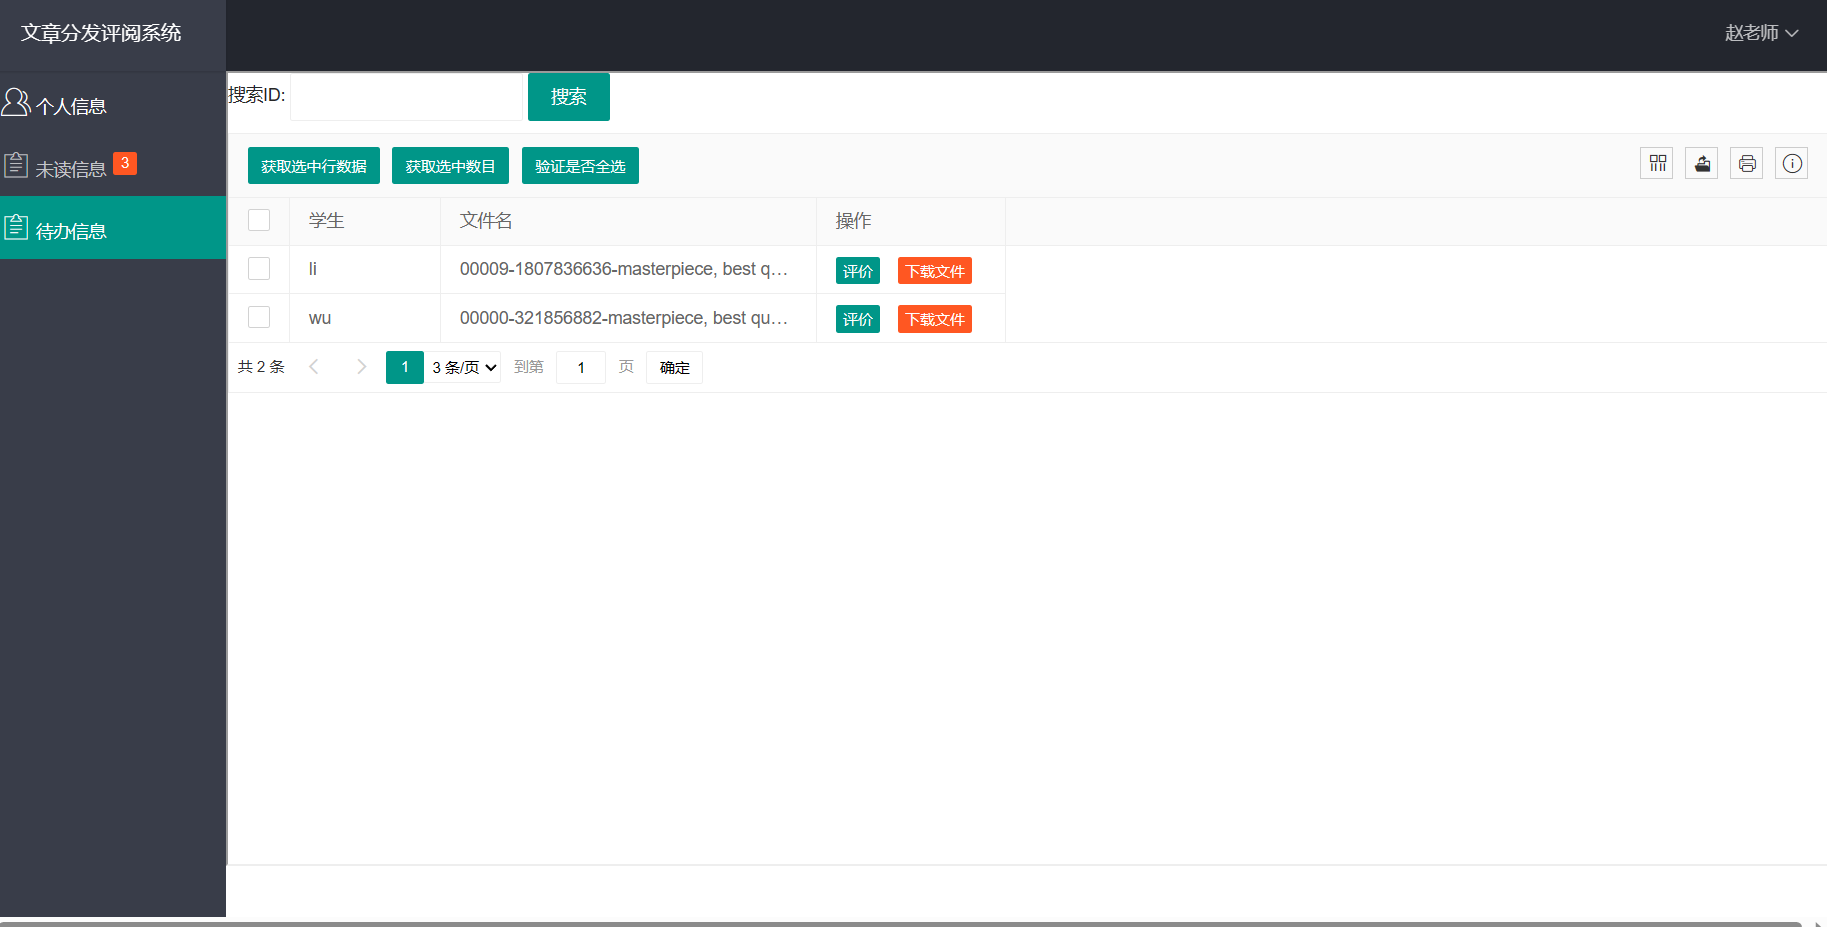 文章分发评阅系统
赵老师
个人信息
未读信息 3
待办信息
搜索ID:
搜索
获取选中行数据 获取选中数目 验证是否全选
学生 文件名 操作
li 00009-1807836636-masterpiece, best q… 评价 下载文件
wu 00000-321856882-masterpiece, best qu… 评价 下载文件
共 2 条 1 3 条/页 到第 1 页 确定